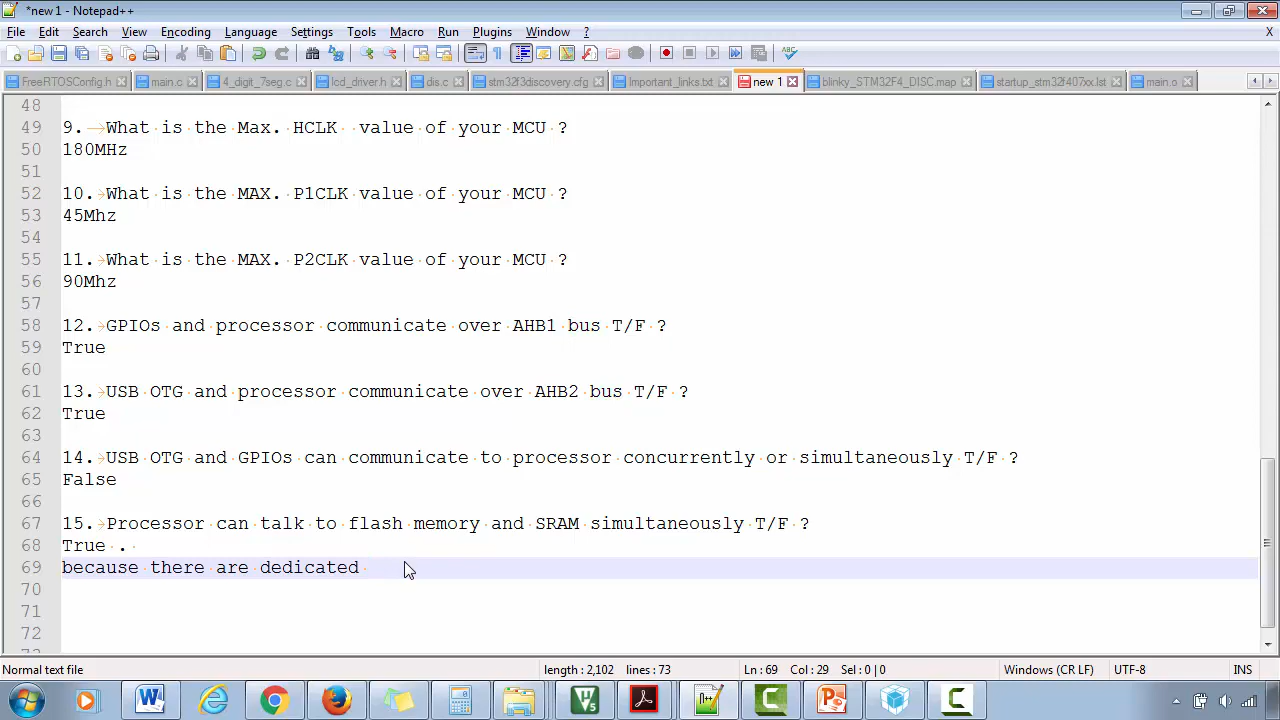 *new 1 - Notepad++
File Edit Search View Encoding Language Settings Tools Macro Run Plugins Window ? X
FreeRTOSConfig.h main.c 4_digit_7seg.c lcd_driver.h dis.c stm32f3discovery.cfg Important_links.txt new 1 blinky_STM32F4_DISC.map startup_stm32f407xx.lst main.o
48
49 9. What is the Max. HCLK value of your MCU ?
50 180MHz
51
52 10. What is the MAX. P1CLK value of your MCU ?
53 45Mhz
54
55 11. What is the MAX. P2CLK value of your MCU ?
56 90Mhz
57
58 12. GPIOs and processor communicate over AHB1 bus T/F ?
59 True
60
61 13. USB OTG and processor communicate over AHB2 bus T/F ?
62 True
63
64 14. USB OTG and GPIOs can communicate to processor concurrently or simultaneously T/F ?
65 False
66
67 15. Processor can talk to flash memory and SRAM simultaneously T/F ?
68 True .
69 because there are dedicated
70
71
72
Normal text file length : 2,102 lines : 73 Ln : 69 Col : 29 Sel : 0 | 0 Windows (CR LF) UTF-8 INS